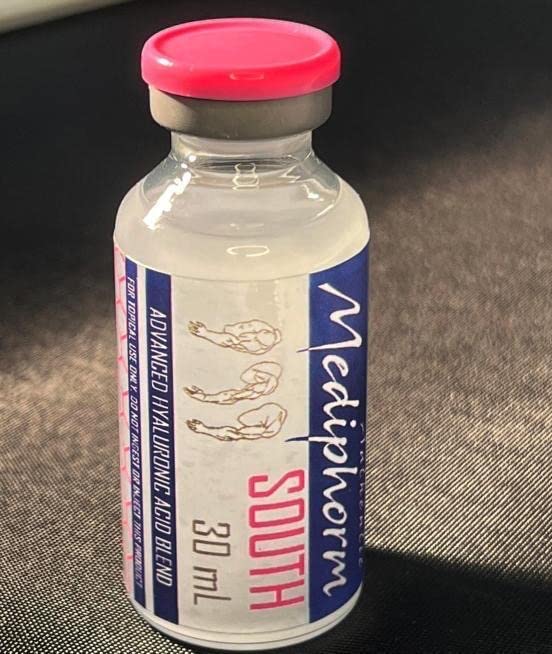 Mediphorm
SOUTH
30 mL
ADVANCED HYALURONIC ACID BLEND
FOR TOPICAL USE ONLY. DO NOT INGEST OR INJECT THIS PRODUCT